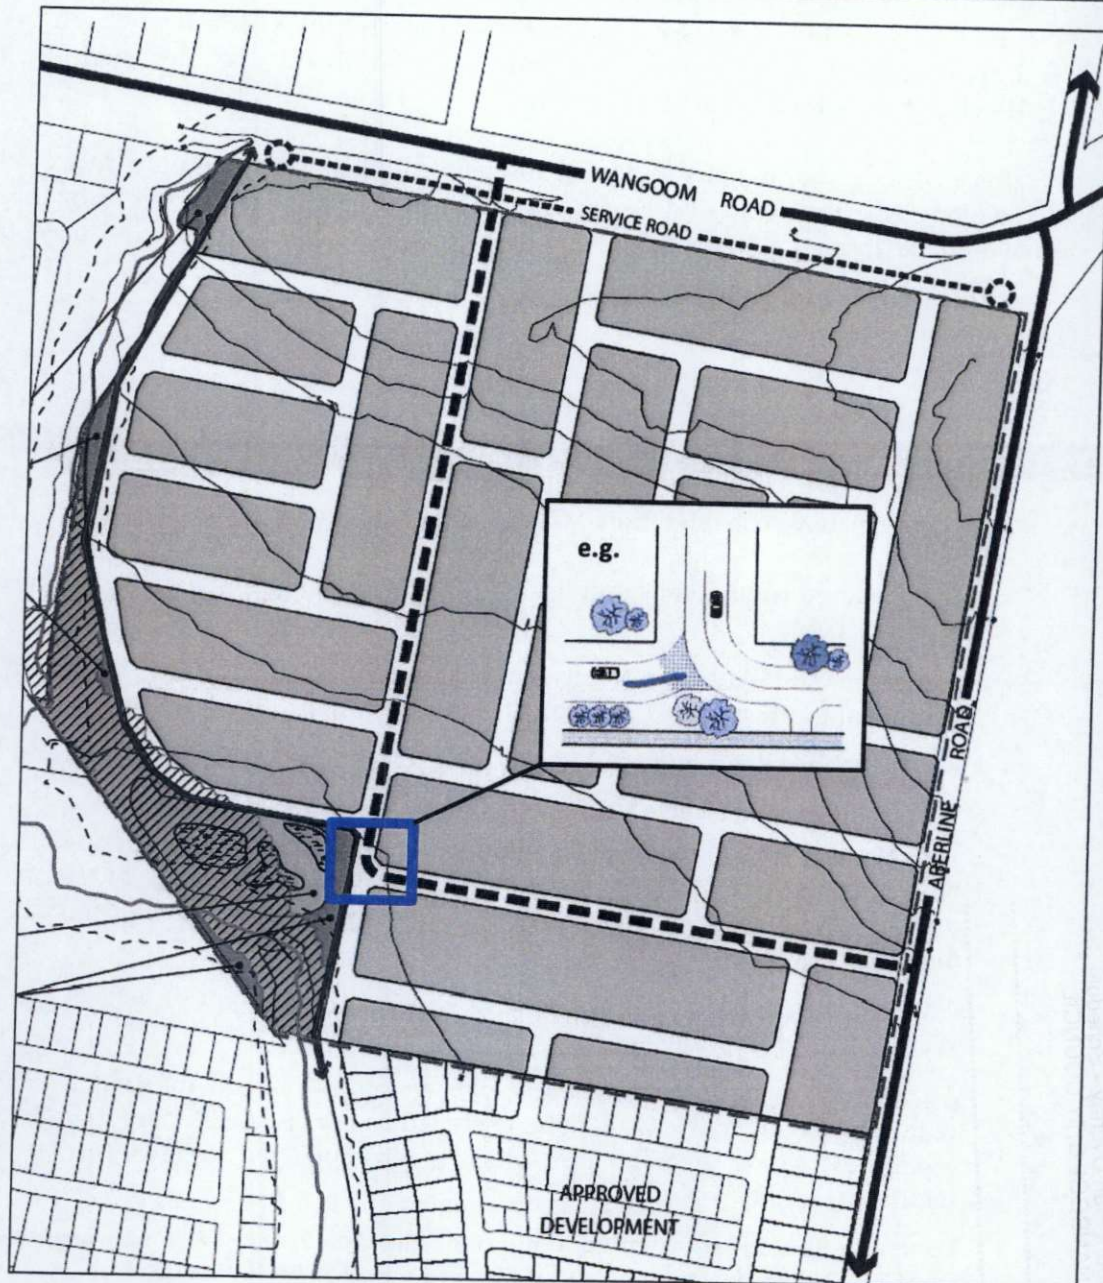 WANGOOM ROAD
SERVICE ROAD
e.g.
ABERLINE ROAD
APPROVED
DEVELOPMENT